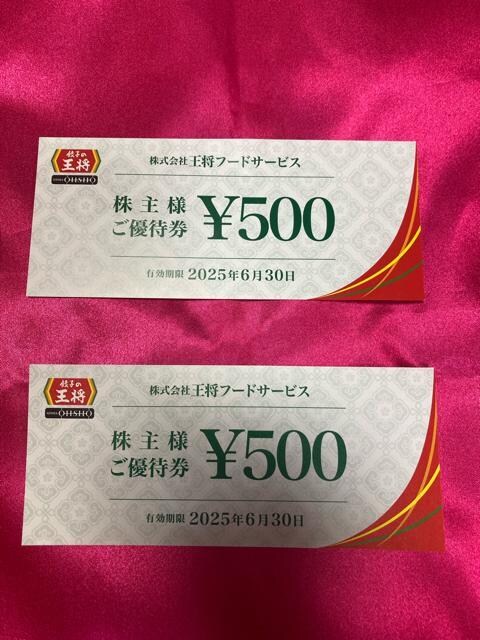 餃子の
王将
株式会社王将フードサービス
OHSHO
株主様
ご優待券
¥500
有効期限 2025年6月30日
餃子の
王将
株式会社王将フードサービス
OHSHO
株主様
ご優待券
¥500
有効期限 2025年6月30日